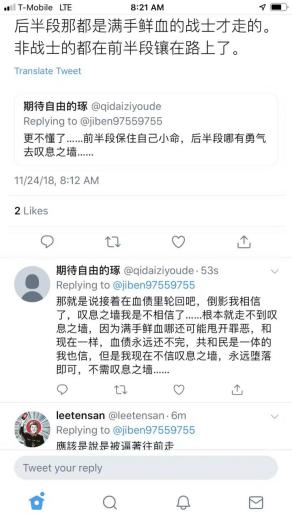 T-Mobile LTE
8:21 AM
后半段那都是满手鲜血的战士才走的。
非战士的都在前半段镶在路上了。
Translate Tweet
期待自由的琢 @qidaiziyoude
Replying to @jiben97559755
更不懂了……前半段保住自己小命，后半段哪有勇气
去叹息之墙……
11/24/18, 8:12 AM
2 Likes
期待自由的琢 @qidaiziyoude · 53s
Replying to @jiben97559755
那就是说接着在血债里轮回吧，倒影我相信
了，叹息之墙我是不相信了……根本就走不到叹
息之墙，因为满手鲜血哪还可能甩开罪恶，和
现在一样，血债永远还不完，共和民是一体的
我也信，但是我现在不信叹息之墙，永远堕落
即可，不需叹息之墙……
leetensan @leetensan · 6m
Replying to @jiben97559755
應該是說是被逼著往前走
Tweet your reply